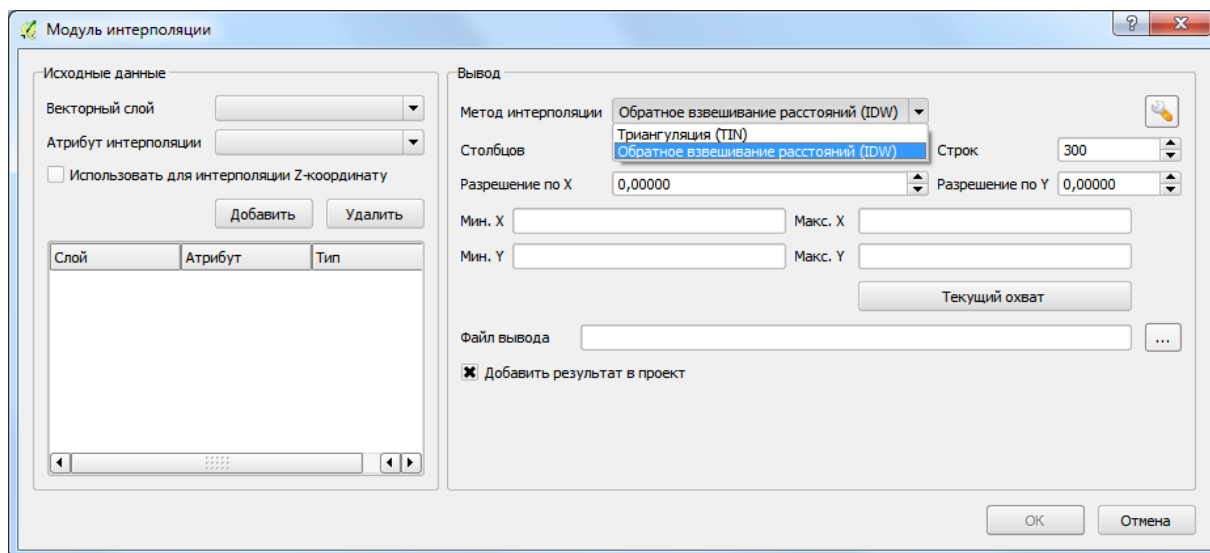 Модуль интерполяции
Исходные данные
Векторный слой
Атрибут интерполяции
Использовать для интерполяции Z-координату
Добавить Удалить
Слой Атрибут Тип
Вывод
Метод интерполяции Обратное взвешивание расстояний (IDW)
Триангуляция (TIN)
Обратное взвешивание расстояний (IDW)
Столбцов Строк 300
Разрешение по X 0,00000 Разрешение по Y 0,00000
Мин. X Макс. X
Мин. Y Макс. Y
Текущий охват
Файл вывода ...
Добавить результат в проект
OK Отмена